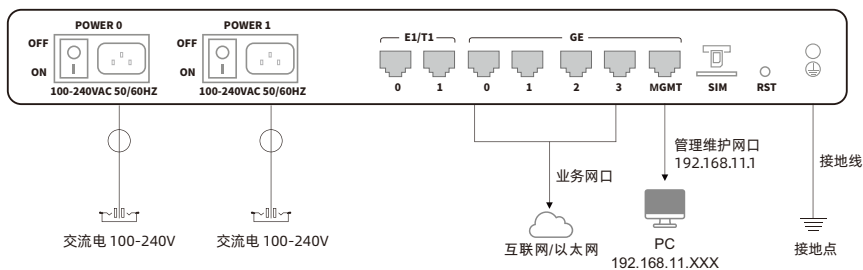 POWER 0
POWER 1
OFF
ON
OFF
ON
100-240VAC 50/60HZ
100-240VAC 50/60HZ
E1/T1
GE
0
1
0
1
2
3
MGMT
SIM
RST
管理维护网口
192.168.11.1
接地线
业务网口
交流电 100-240V
交流电 100-240V
互联网/以太网
PC
192.168.11.XXX
接地点